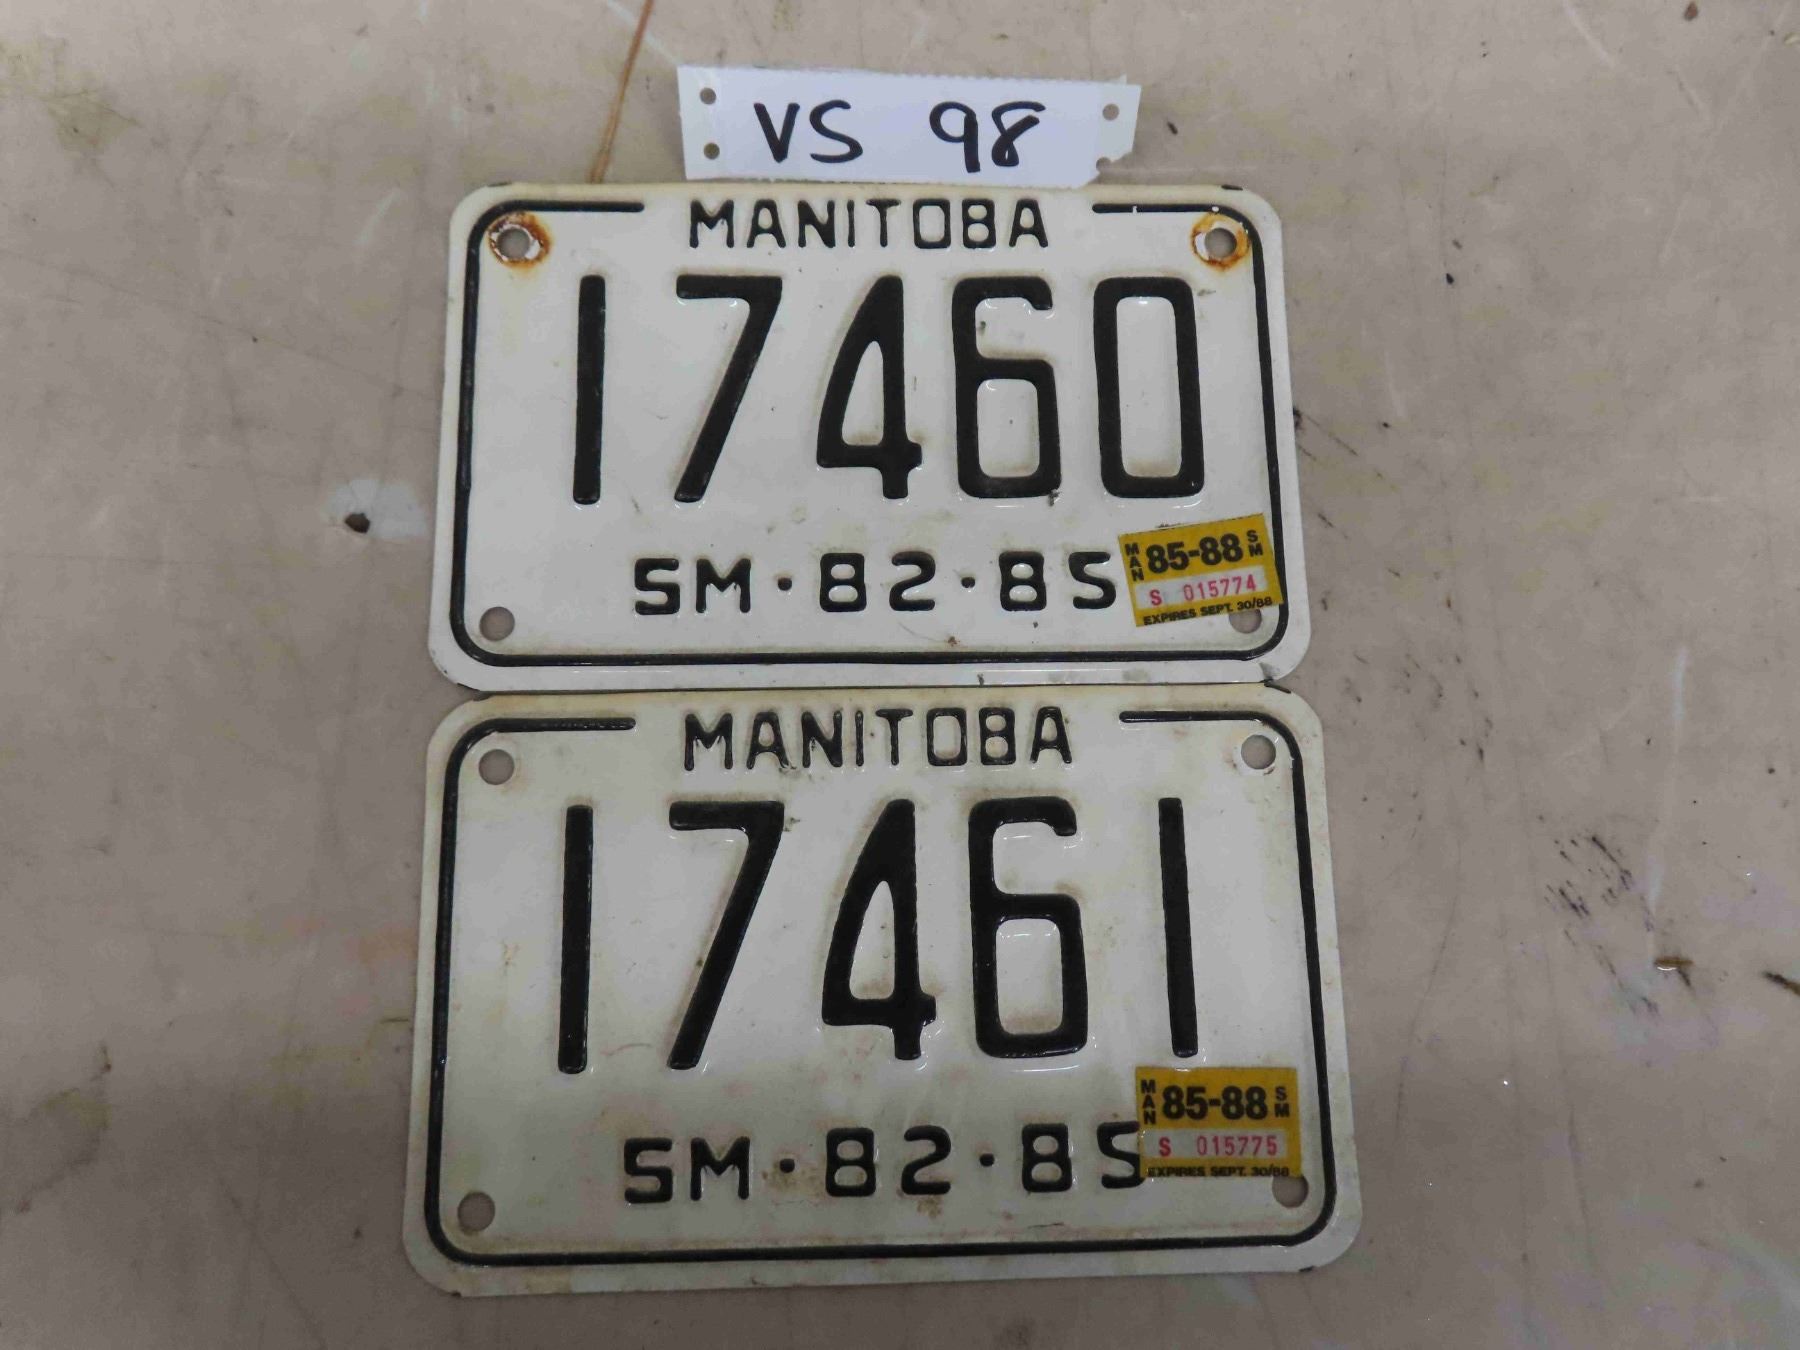 VS 98
MANITOBA
17460
SM·82·85
MAN 85-88 SM
S 015774
EXPIRES SEPT. 30/88
MANITOBA
17461
SM·82·85
MAN 85-88 SM
S 015775
EXPIRES SEPT. 30/88